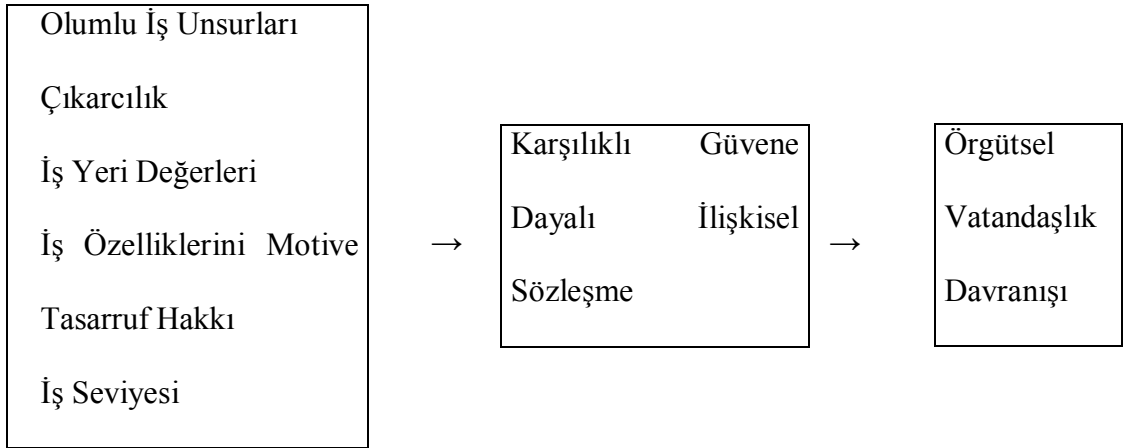 Olumlu İş Unsurları
Çıkarcılık
İş Yeri Değerleri
İş Özelliklerini Motive
Tasarruf Hakkı
İş Seviyesi
→
Karşılıklı Güvene
Dayalı İlişkisel
Sözleşme
→
Örgütsel
Vatandaşlık
Davranışı